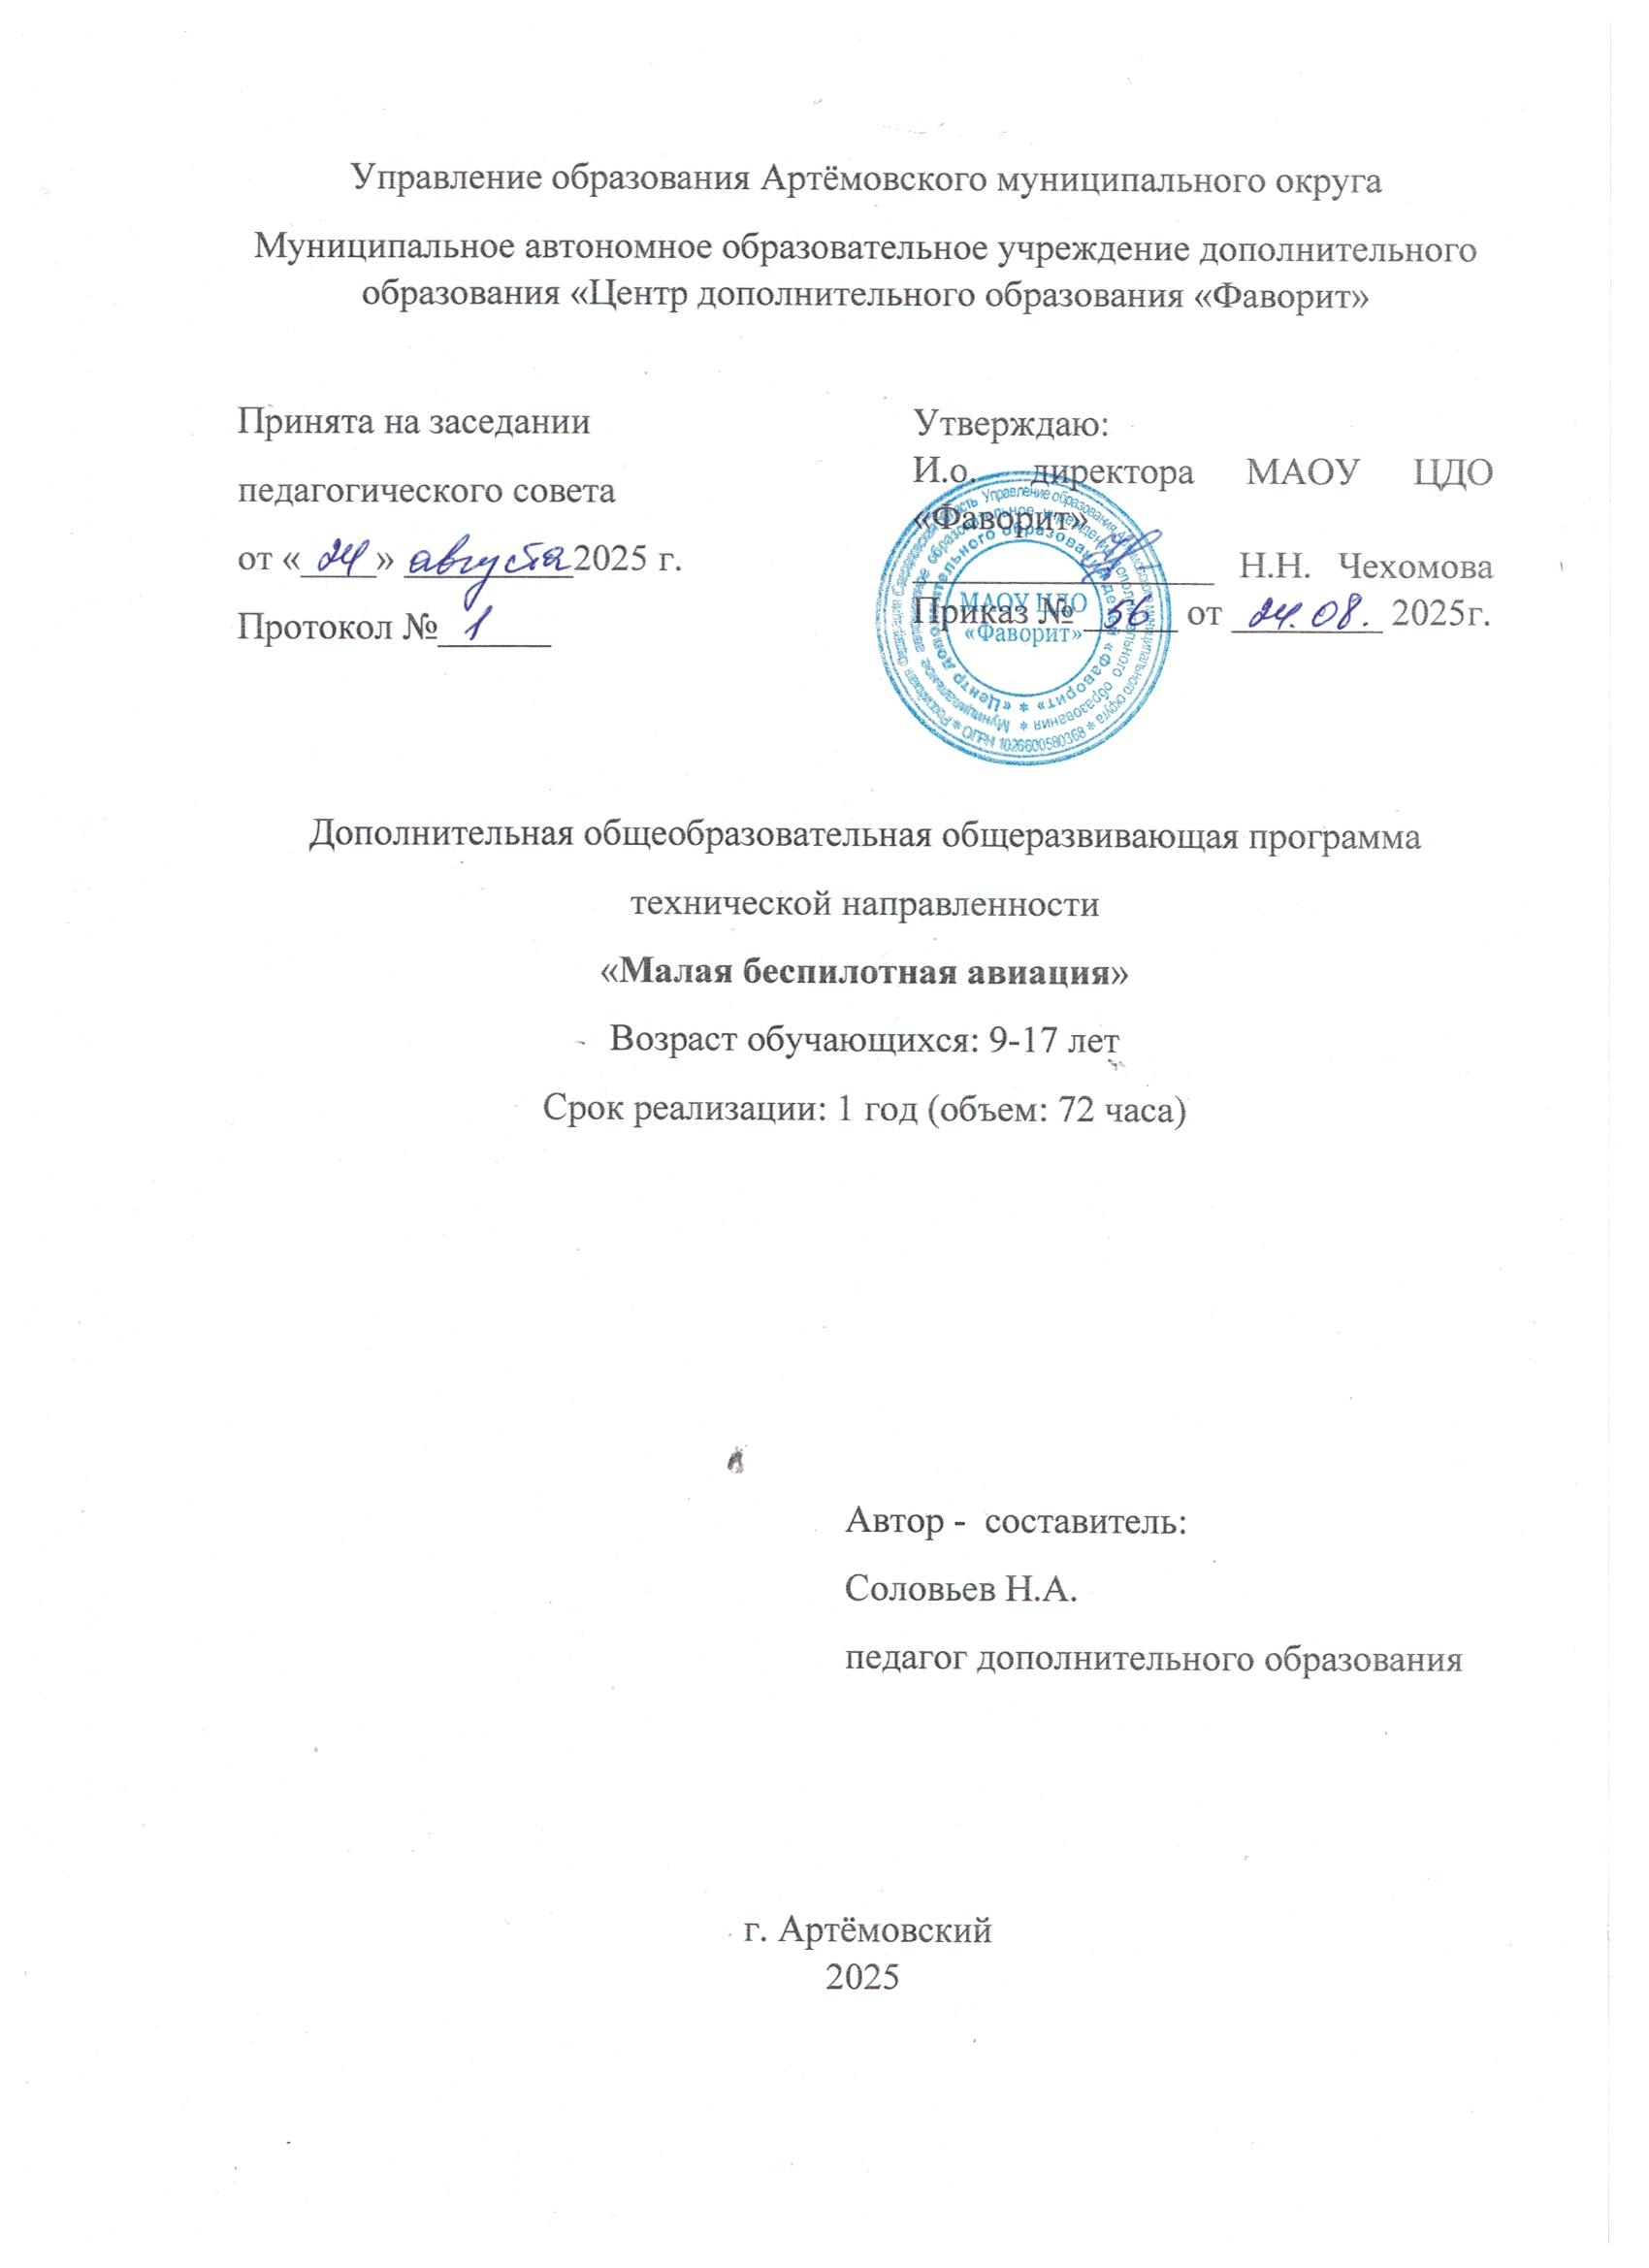 Управление образования Артёмовского муниципального округа
Муниципальное автономное образовательное учреждение дополнительного
образования «Центр дополнительного образования «Фаворит»
Принята на заседании
педагогического совета
от «24» августа 2025 г.
Протокол № 1
Утверждаю:
И.о. директора МАОУ ЦДО
«Фаворит»
Н.Н. Чехомова
Приказ № 56 от 24.08. 2025г.
МАОУ ЦДО
«Фаворит»
ОГРН 1026600580368
Дополнительная общеобразовательная общеразвивающая программа
технической направленности
«Малая беспилотная авиация»
Возраст обучающихся: 9-17 лет
Срок реализации: 1 год (объем: 72 часа)
Автор - составитель:
Соловьев Н.А.
педагог дополнительного образования
г. Артёмовский
2025